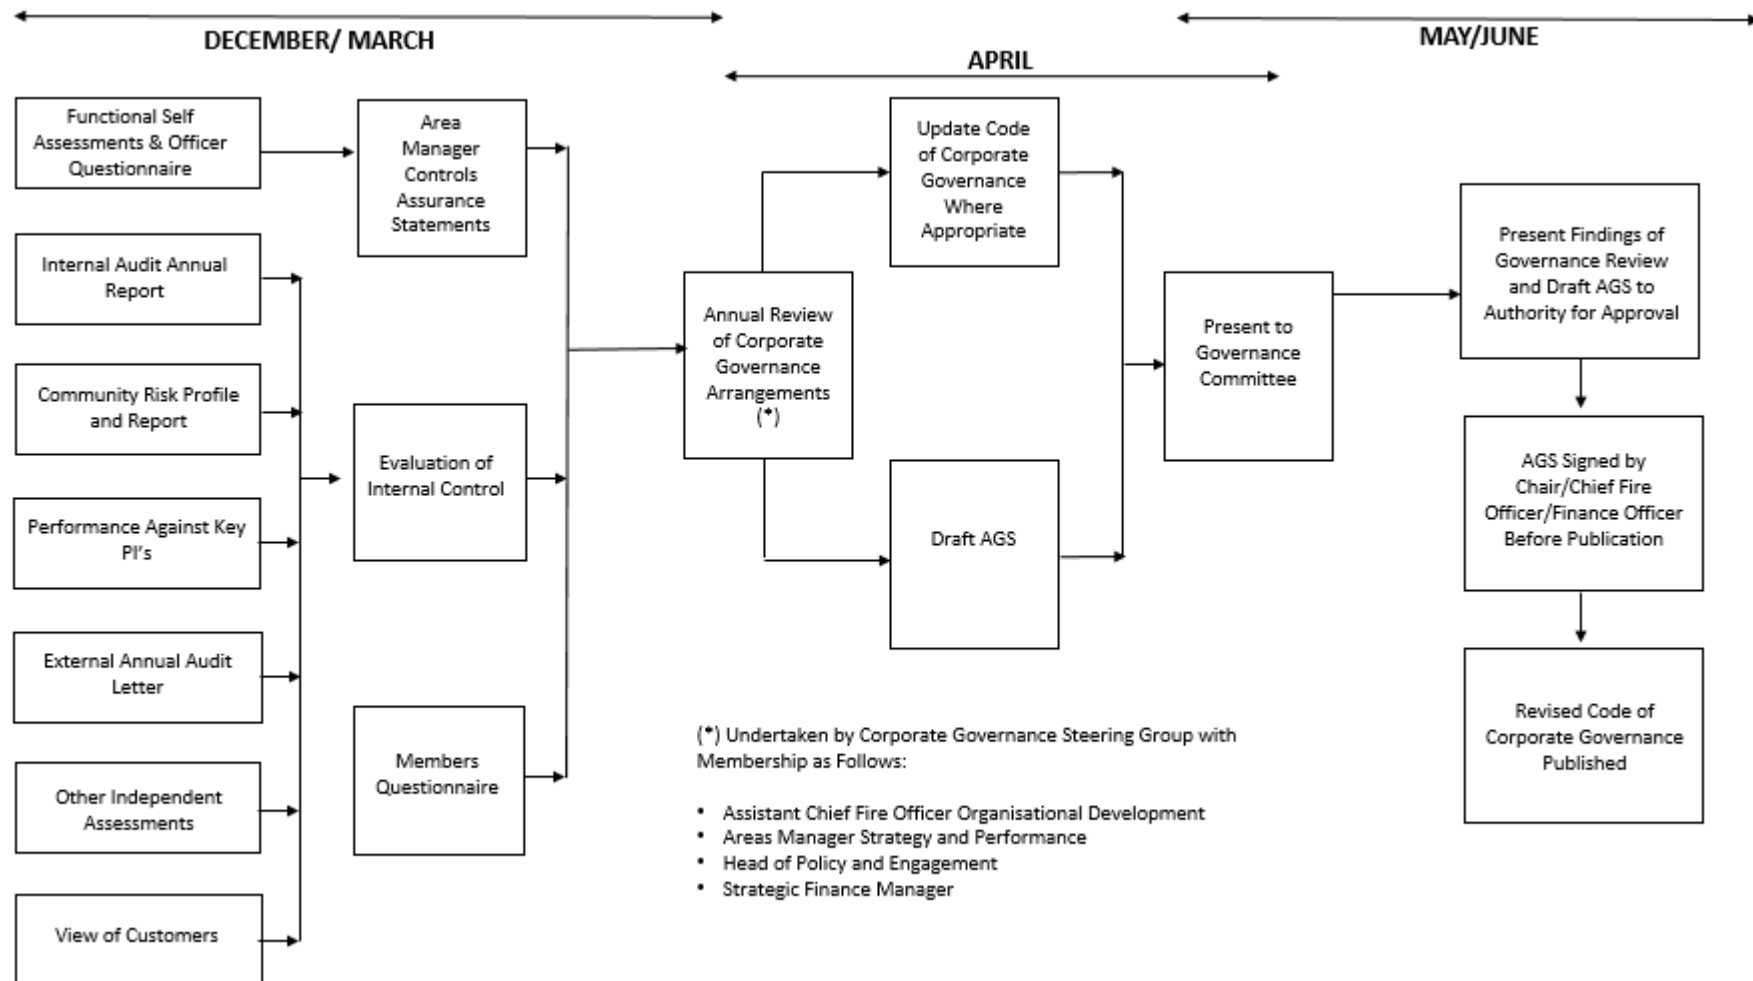 DECEMBER/ MARCH
APRIL
MAY/JUNE
Functional Self
Assessments & Officer
Questionnaire
Internal Audit Annual
Report
Community Risk Profile
and Report
Performance Against Key
PI's
External Annual Audit
Letter
Other Independent
Assessments
View of Customers
Area
Manager
Controls
Assurance
Statements
Evaluation of
Internal Control
Members
Questionnaire
Annual Review
of Corporate
Governance
Arrangements
(*)
Update Code
of Corporate
Governance
Where
Appropriate
Draft AGS
Present to
Governance
Committee
Present Findings of
Governance Review
and Draft AGS to
Authority for Approval
AGS Signed by
Chair/Chief Fire
Officer/Finance Officer
Before Publication
Revised Code of
Corporate Governance
Published
(*) Undertaken by Corporate Governance Steering Group with
Membership as Follows:
• Assistant Chief Fire Officer Organisational Development
• Areas Manager Strategy and Performance
• Head of Policy and Engagement
• Strategic Finance Manager